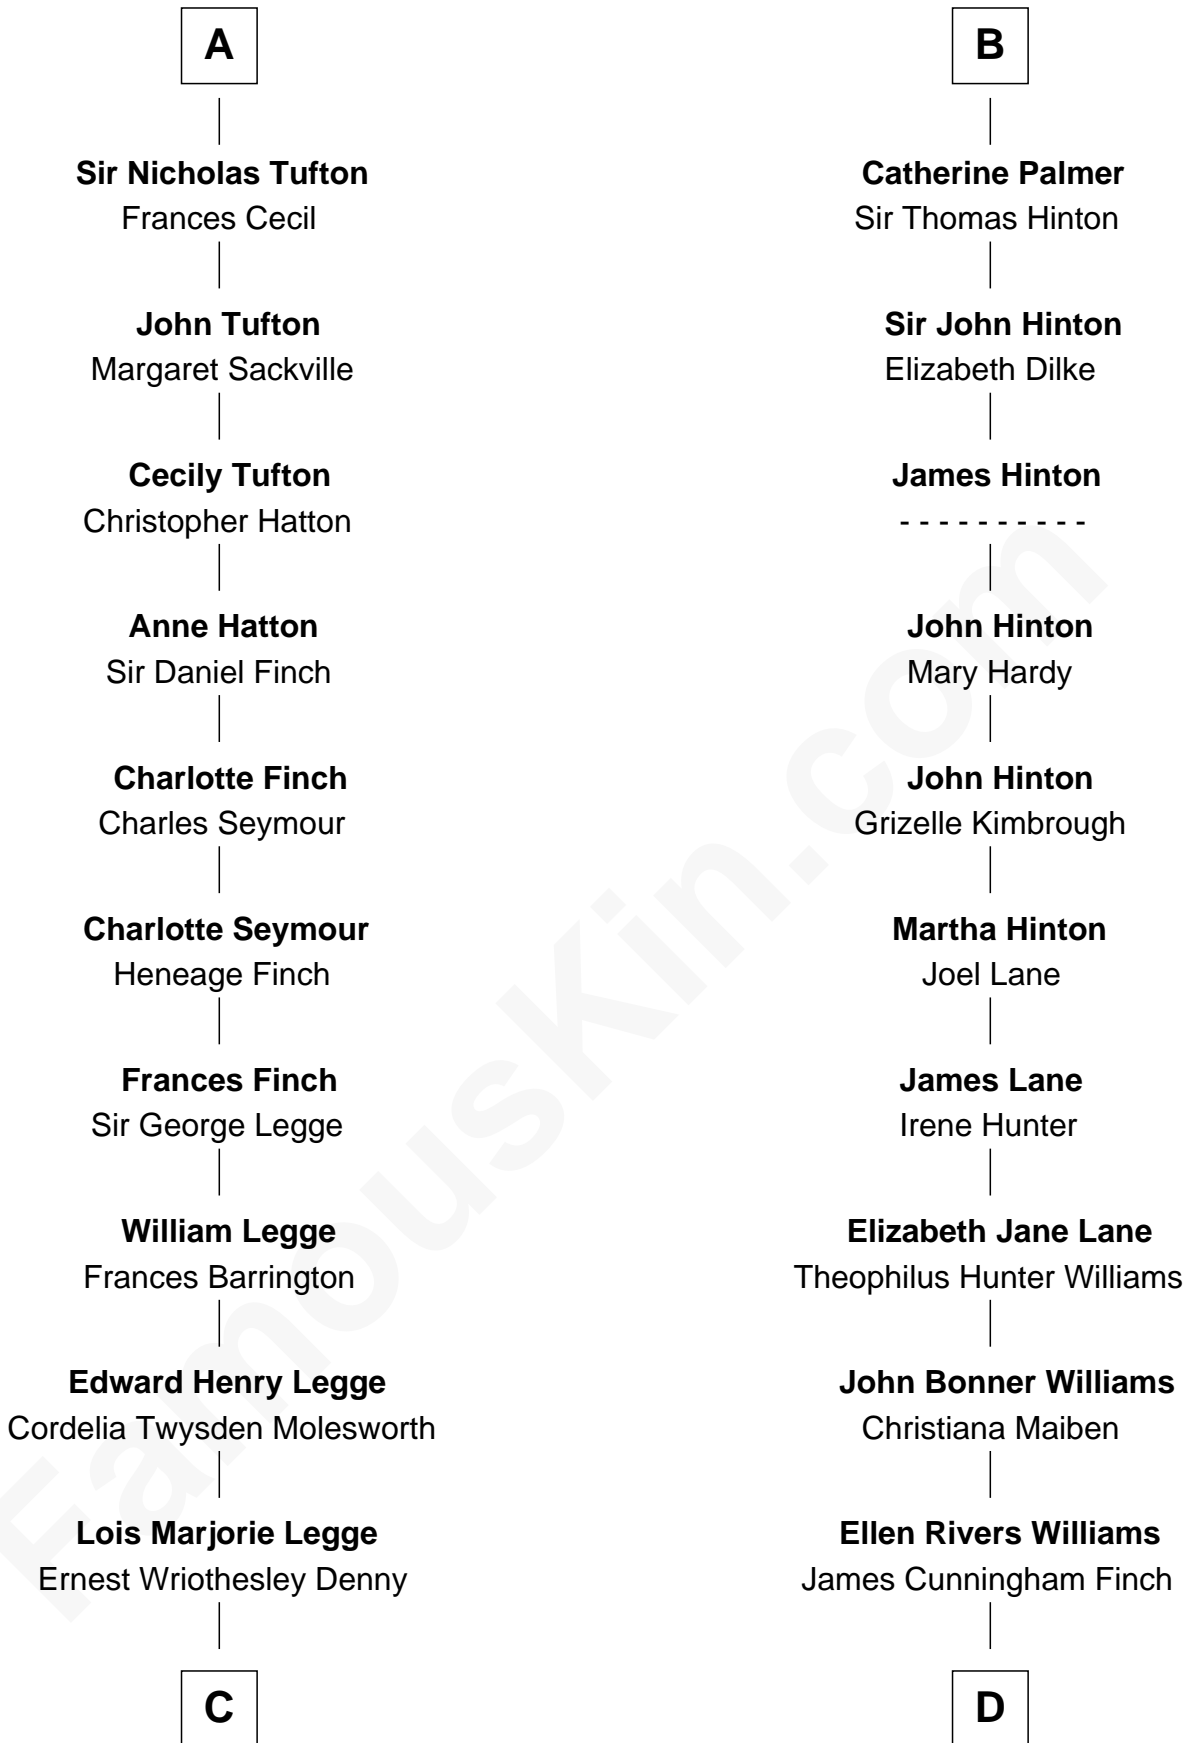 A
Sir Nicholas Tufton
Frances Cecil
John Tufton
Margaret Sackville
Cecily Tufton
Christopher Hatton
Anne Hatton
Sir Daniel Finch
Charlotte Finch
Charles Seymour
Charlotte Seymour
Heneage Finch
Frances Finch
Sir George Legge
William Legge
Frances Barrington
Edward Henry Legge
Cordelia Twysden Molesworth
Lois Marjorie Legge
Ernest Wriothesley Denny
C
B
Catherine Palmer
Sir Thomas Hinton
Sir John Hinton
Elizabeth Dilke
James Hinton
- - - - - - - - - -
John Hinton
Mary Hardy
John Hinton
Grizelle Kimbrough
Martha Hinton
Joel Lane
James Lane
Irene Hunter
Elizabeth Jane Lane
Theophilus Hunter Williams
John Bonner Williams
Christiana Maiben
Ellen Rivers Williams
James Cunningham Finch
D
FamousKin.com